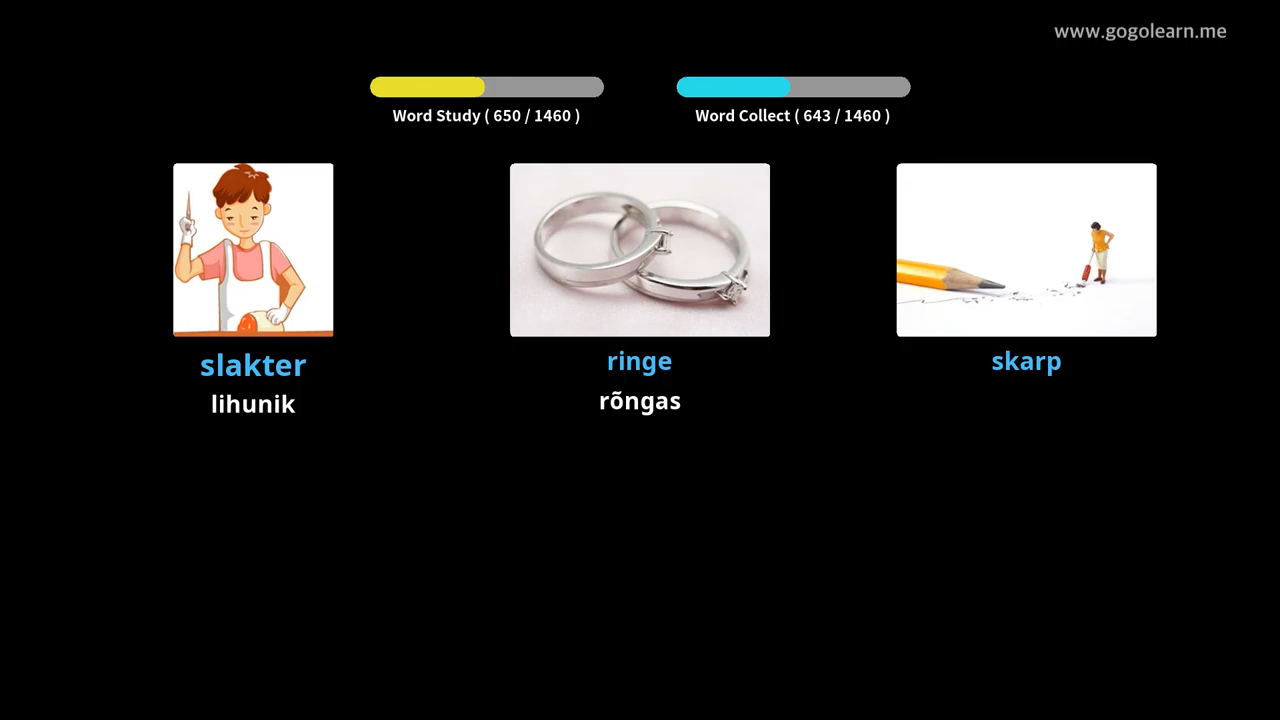 www.gogolearn.me
Word Study ( 650 / 1460 )
Word Collect ( 643 / 1460 )
slakter
ringe
skarp
lihunik
rõngas